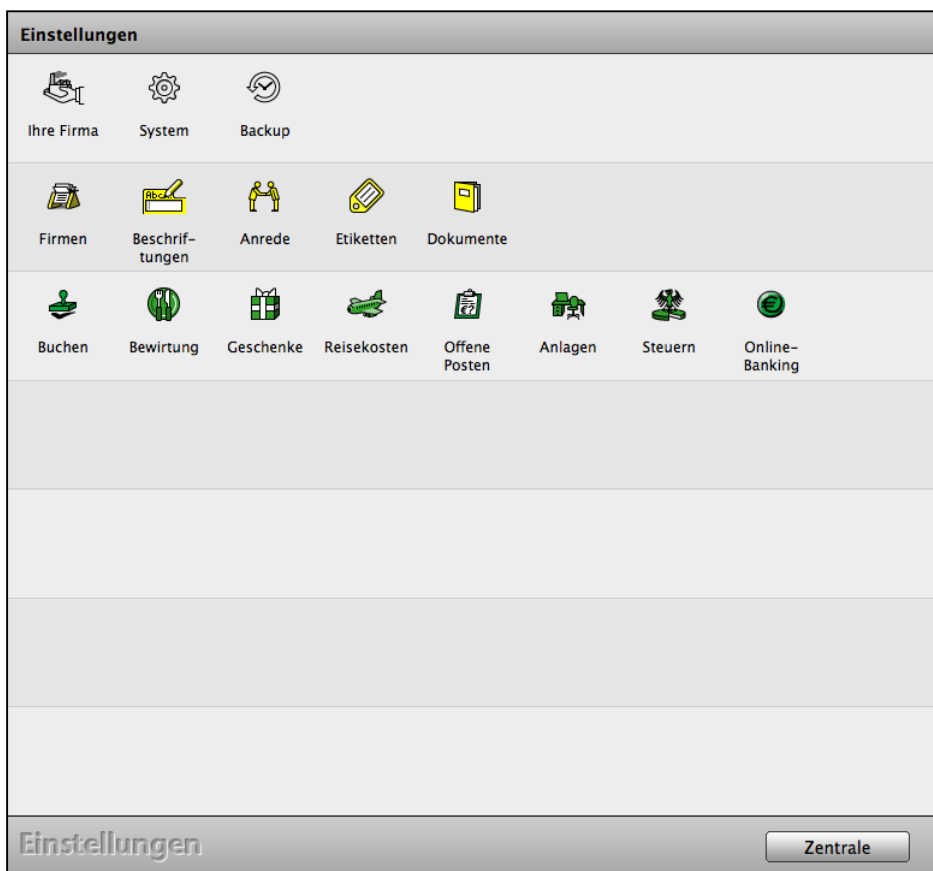 Einstellungen
Ihre Firma System Backup
Abcd
Firmen Beschrif- Anrede Etiketten Dokumente
tungen
€?
€
Buchen Bewirtung Geschenke Reisekosten Offene Anlagen Steuern Online-
Posten Banking
Einstellungen
Zentrale